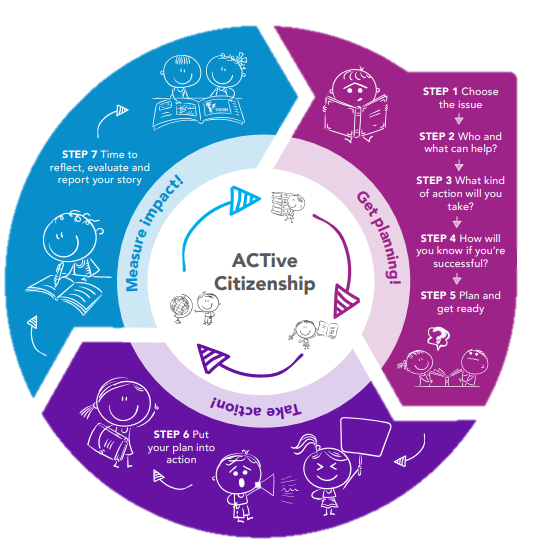 ACTive
Citizenship
Get planning!
STEP 1 Choose
the issue
STEP 2 Who and
what can help?
STEP 3 What kind
of action will you
take?
STEP 4 How will
you know if you're
successful?
STEP 5 Plan and
get ready
?
Take action!
STEP 6 Put
your plan into
action
Measure impact!
STEP 7 Time to
reflect, evaluate and
report your story